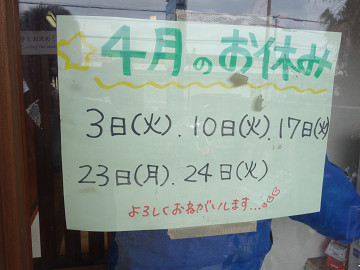 4月のお休み
3日(火).10日(火).17日(火)
23日(月).24日(火)
よろしくおねがいします...